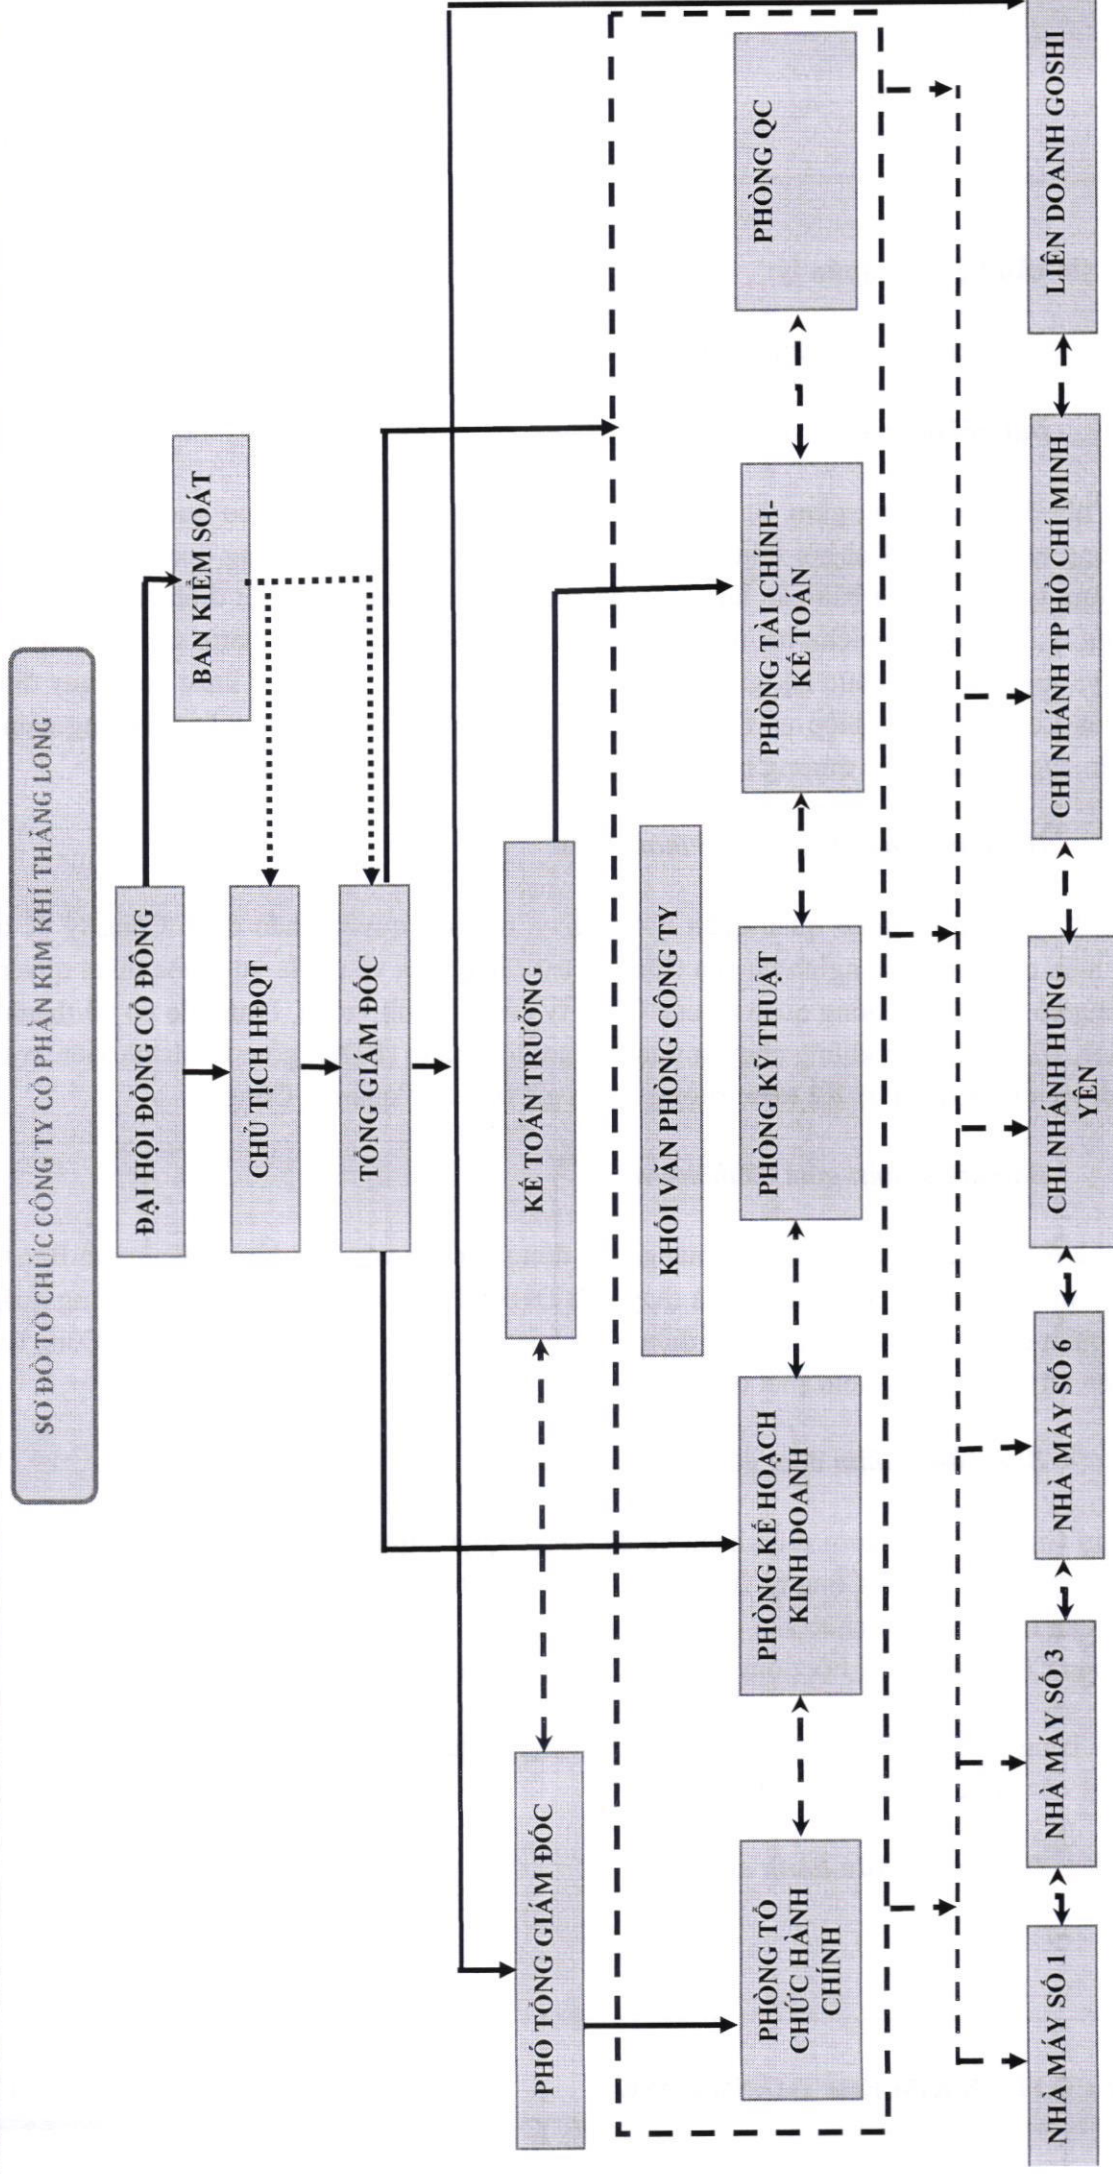 SƠ ĐỒ TỔ CHỨC CÔNG TY CỔ PHẦN KIM KHÍ THĂNG LONG
ĐẠI HỘI ĐỒNG CỔ ĐÔNG
BAN KIỂM SOÁT
CHỦ TỊCH HĐQT
TỔNG GIÁM ĐỐC
PHÓ TỔNG GIÁM ĐỐC
KẾ TOÁN TRƯỞNG
KHỐI VĂN PHÒNG CÔNG TY
PHÒNG TỔ
CHỨC HÀNH
CHÍNH
PHÒNG KẾ HOẠCH
KINH DOANH
PHÒNG KỸ THUẬT
PHÒNG TÀI CHÍNH-
KẾ TOÁN
PHÒNG QC
NHÀ MÁY SỐ 1
NHÀ MÁY SỐ 3
NHÀ MÁY SỐ 6
CHI NHÁNH HƯNG
YÊN
CHI NHÁNH TP HỒ CHÍ MINH
LIÊN DOANH GOSHI